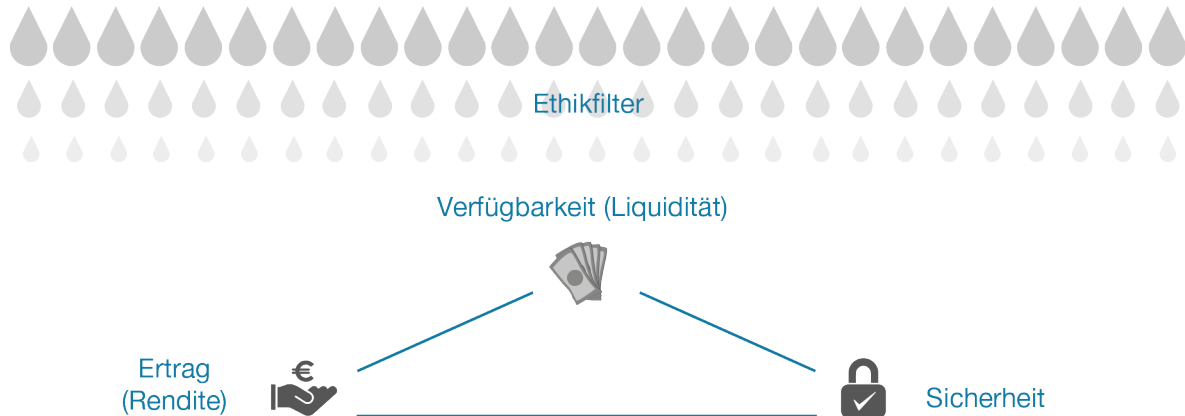 Ethikfilter
Verfügbarkeit (Liquidität)
€
Ertrag
(Rendite)
Sicherheit